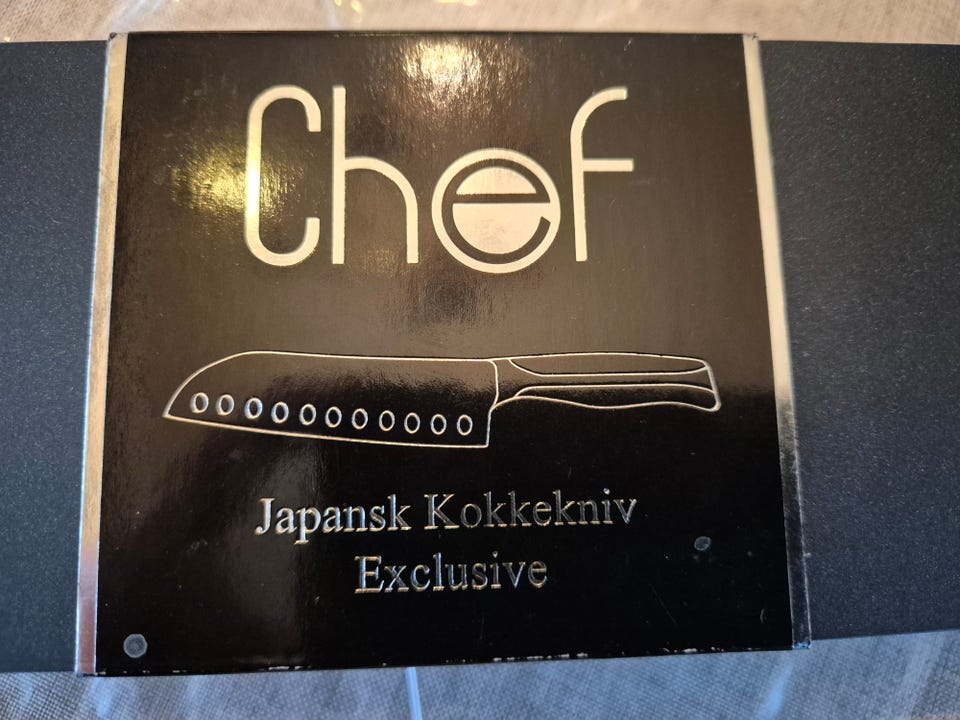 Chef
Japansk Kokkekniv
Exclusive